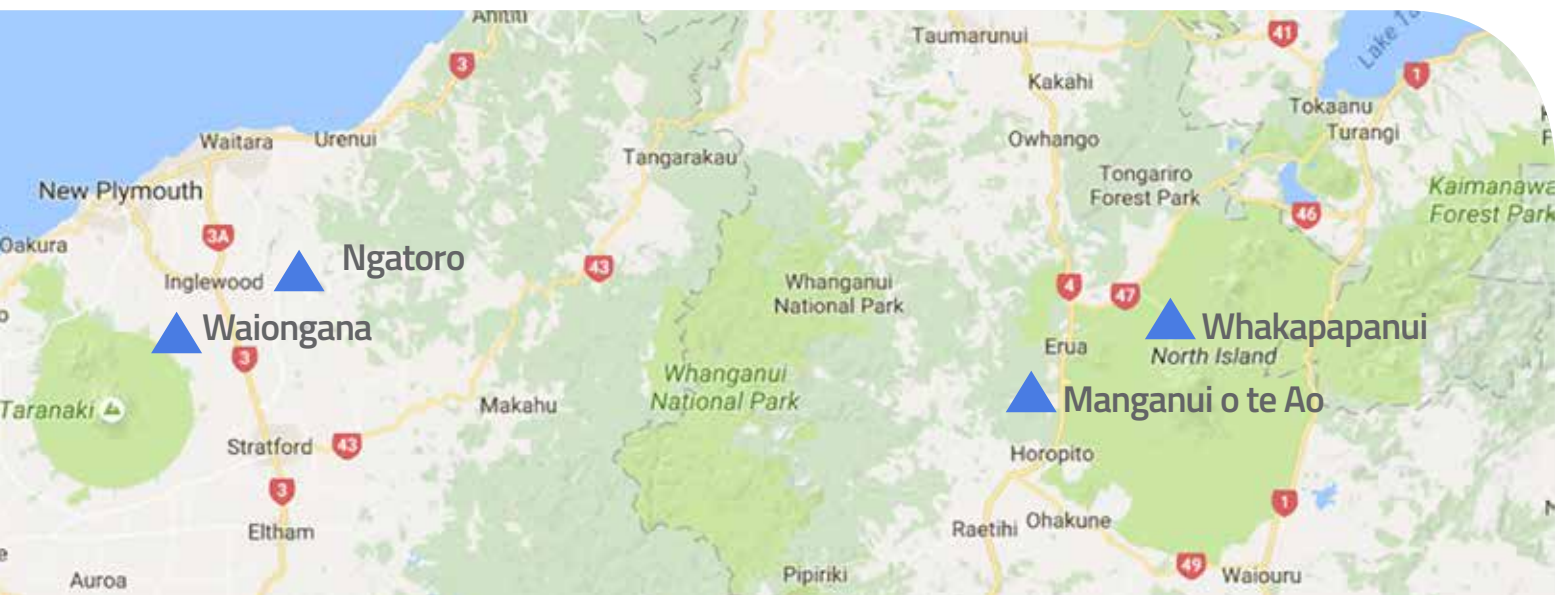 Ahititi
3
Taumarunui
41
Lake
1
Kakahi
Tokaanu
Turangi
Owhango
Waitara
Urenui
Tangarakau
New Plymouth
Tongariro
Forest Park
Kaimanawa
Forest Park
46
3A
Oakura
Ngatoro
Inglewood
43
Whanganui
National Park
4
47
Waiongana
3
Whakapapanui
Erua
North Island
Whanganui
National Park
Manganui o te Ao
Taranaki
Makahu
Stratford
43
Horopito
3
1
Eltham
Raetihi
Ohakune
49
Waiouru
Auroa
Pipiriki